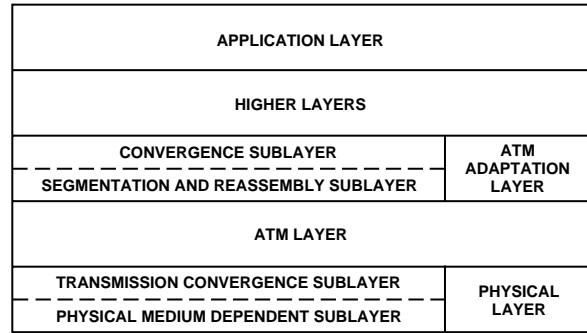 APPLICATION LAYER
HIGHER LAYERS
CONVERGENCE SUBLAYER
SEGMENTATION AND REASSEMBLY SUBLAYER
ATM
ADAPTATION
LAYER
ATM LAYER
TRANSMISSION CONVERGENCE SUBLAYER
PHYSICAL MEDIUM DEPENDENT SUBLAYER
PHYSICAL
LAYER